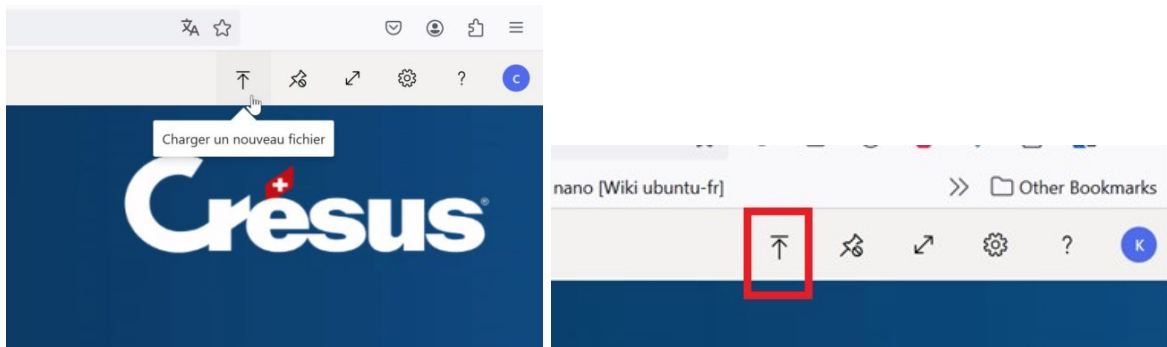 ?
C
Charger un nouveau fichier
Crésus®
nano [Wiki ubuntu-fr]
Other Bookmarks
?
K